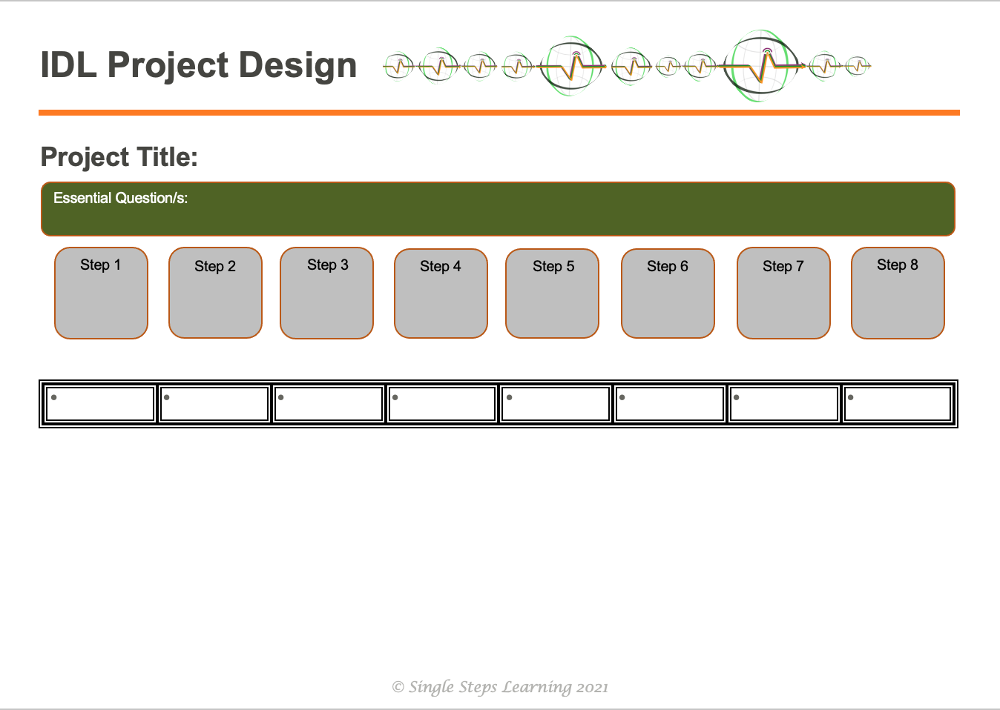 IDL Project Design
Project Title:
Essential Question/s:
Step 1 Step 2 Step 3 Step 4 Step 5 Step 6 Step 7 Step 8
© Single Steps Learning 2021